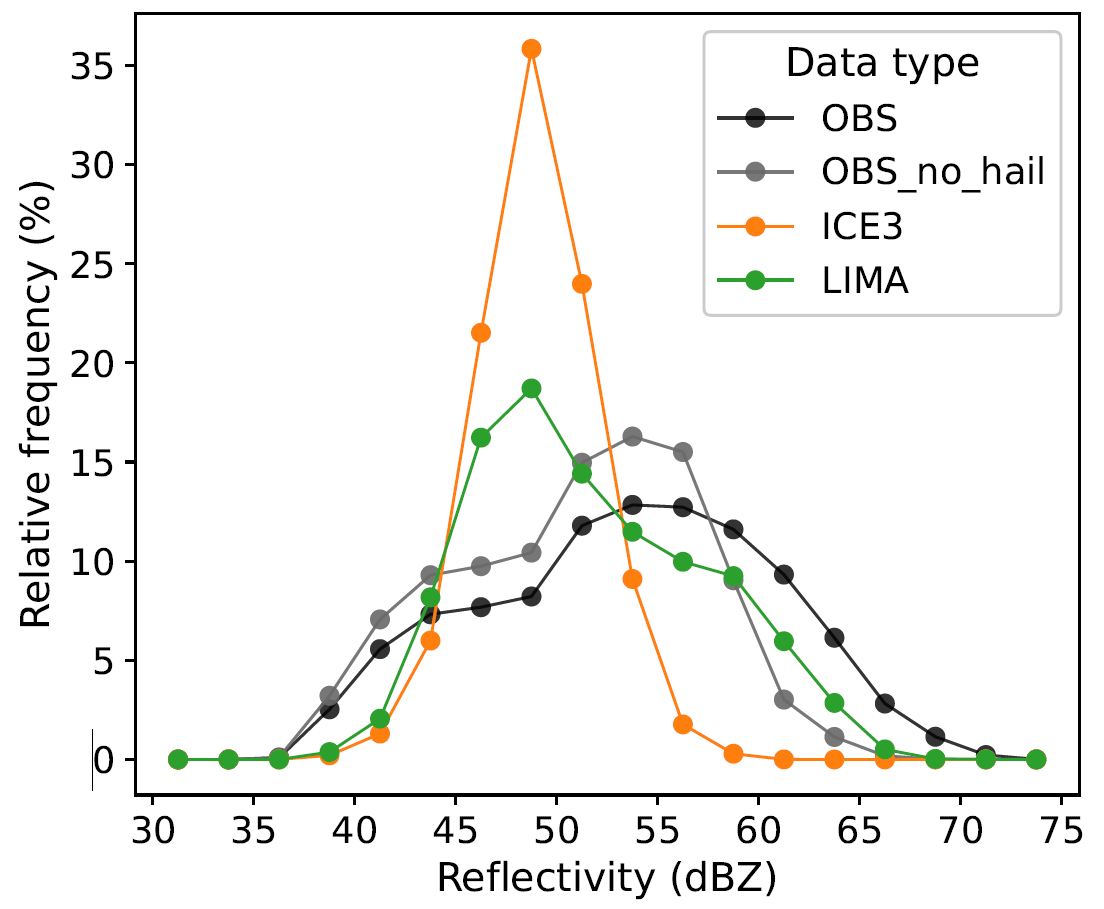 Relative frequency (%)
35
30
25
20
15
10
5
0
Data type
OBS
OBS_no_hail
ICE3
LIMA
30 35 40 45 50 55 60 65 70 75
Reflectivity (dBZ)